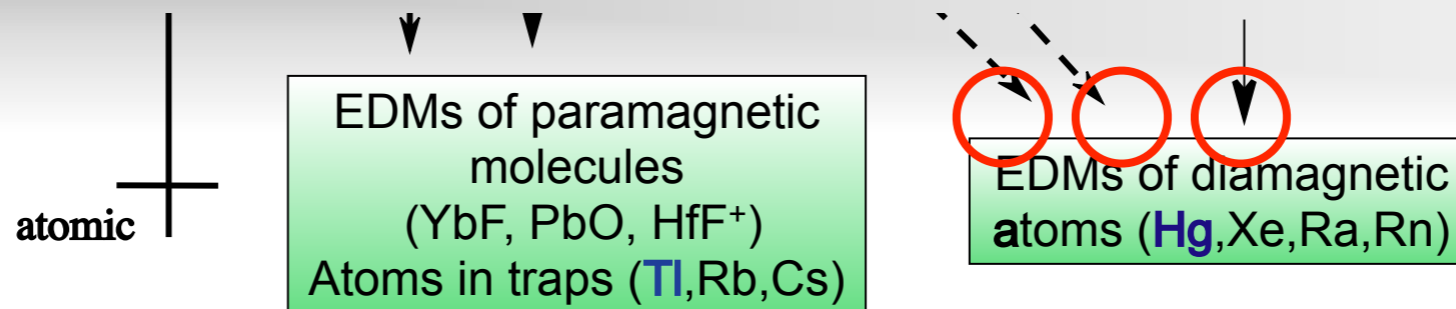 EDMs of paramagnetic
molecules
(YbF, PbO, HfF⁺)
Atoms in traps (Tl,Rb,Cs)
EDMs of diamagnetic
atoms (Hg,Xe,Ra,Rn)
atomic